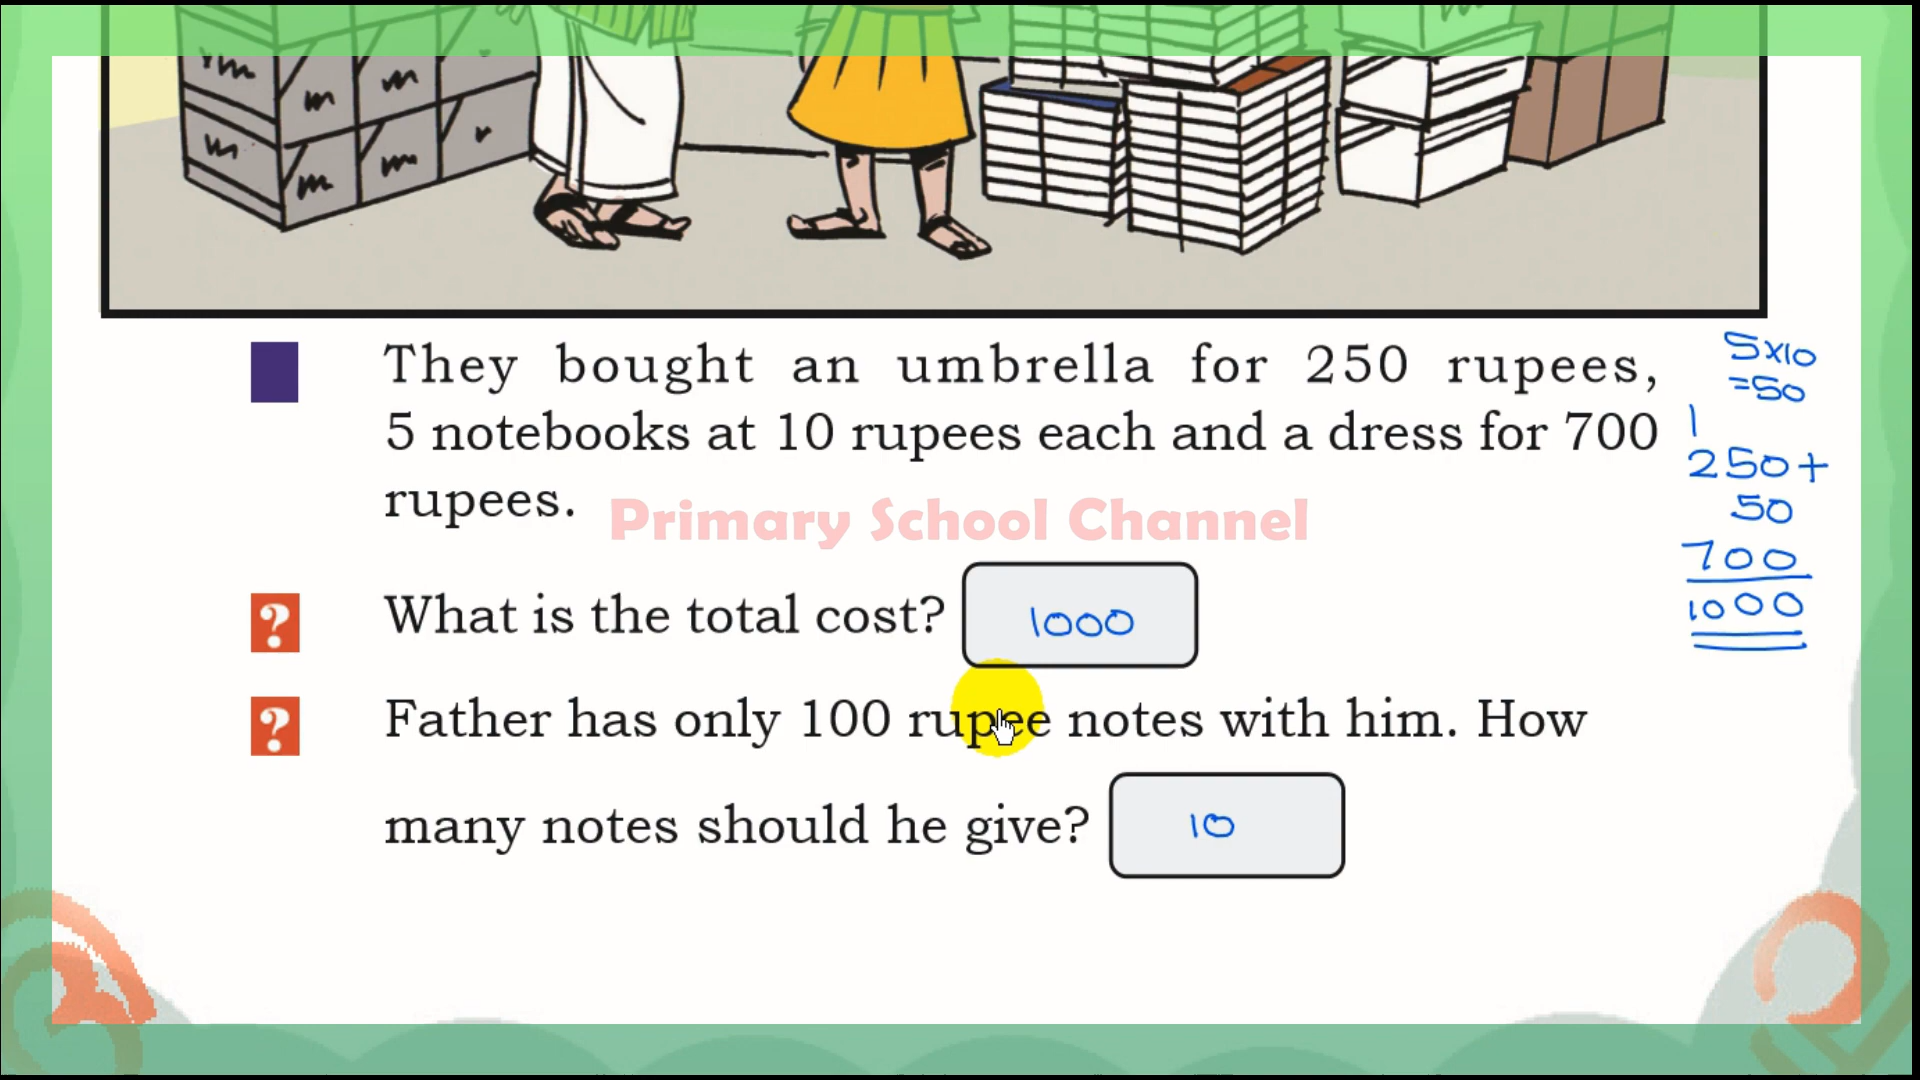 They bought an umbrella for 250 rupees,
5 notebooks at 10 rupees each and a dress for 700
rupees.
Primary School Channel
? What is the total cost? 1000
? Father has only 100 rupee notes with him. How
many notes should he give? 10
5x10
=50
1
250+
50
700
1000